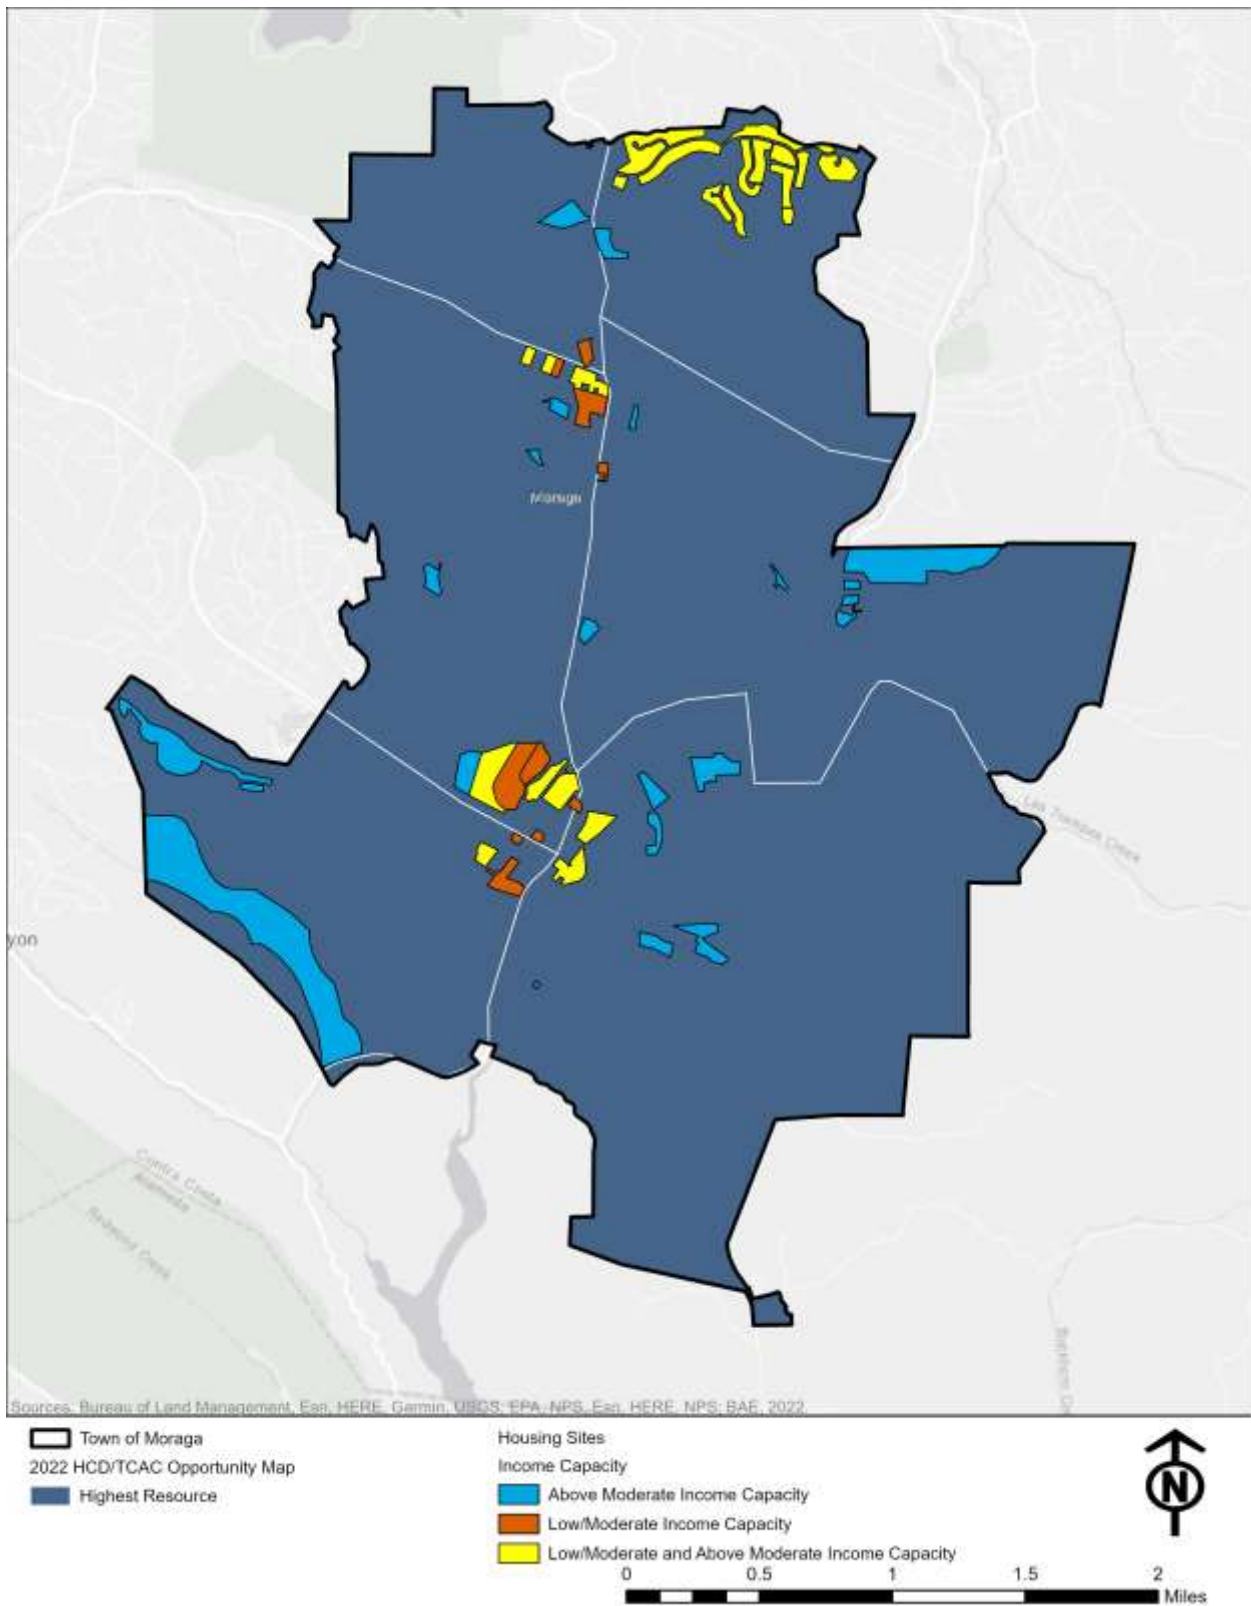 Moraga
Las Trampas Creek
yon
Contra Costa
Alameda
Redwood Creek
Sources: Bureau of Land Management, Esri, HERE, Garmin, USGS, EPA, NPS, Esri, HERE, NPS; BAE, 2022.
Town of Moraga
2022 HCD/TCAC Opportunity Map
Highest Resource
Housing Sites
Income Capacity
Above Moderate Income Capacity
Low/Moderate Income Capacity
Low/Moderate and Above Moderate Income Capacity
N
0 0.5 1 1.5 2
Miles